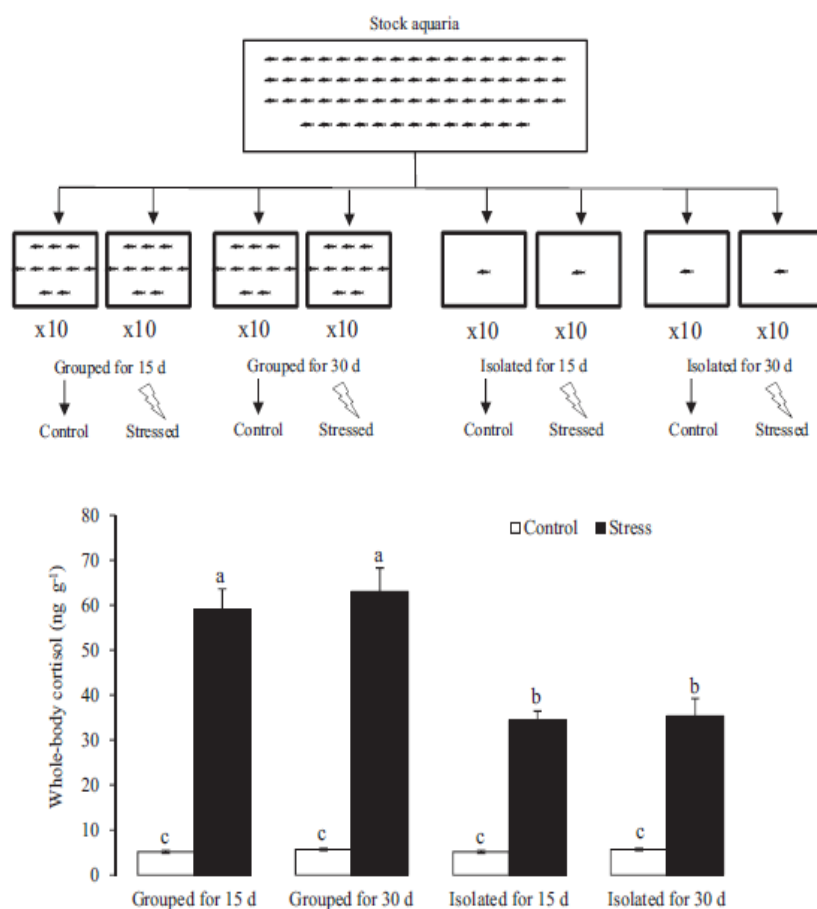 Stock aquaria
x10 x10 x10 x10 x10 x10 x10 x10
Grouped for 15 d Grouped for 30 d Isolated for 15 d Isolated for 30 d
Control Stressed Control Stressed Control Stressed Control Stressed
Whole-body cortisol (ng g⁻¹)
80
70
60
50
40
30
20
10
0
Control Stress
a
a
b
b
c
c
c
c
Grouped for 15 d Grouped for 30 d Isolated for 15 d Isolated for 30 d